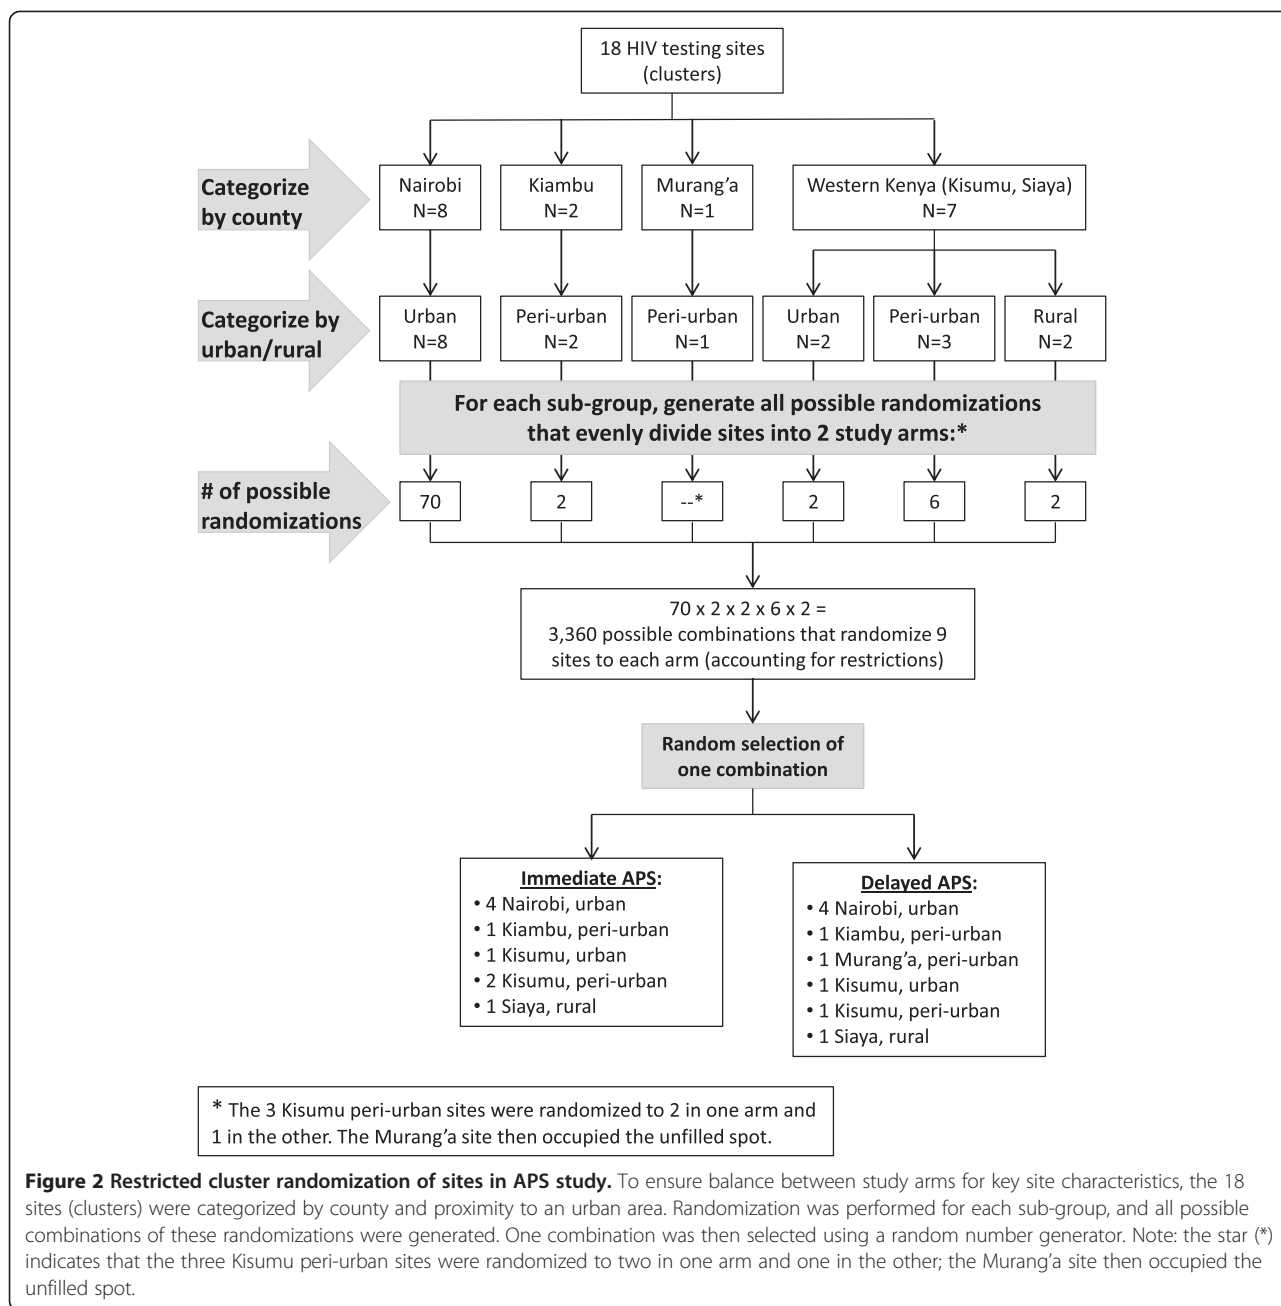 18 HIV testing sites
(clusters)
Categorize
by county
Nairobi
N=8
Kiambu
N=2
Murang’a
N=1
Western Kenya (Kisumu, Siaya)
N=7
Categorize by
urban/rural
Urban
N=8
Peri-urban
N=2
Peri-urban
N=1
Urban
N=2
Peri-urban
N=3
Rural
N=2
For each sub-group, generate all possible randomizations
that evenly divide sites into 2 study arms:*
# of possible
randomizations
70
2
--*
2
6
2
70 x 2 x 2 x 6 x 2 =
3,360 possible combinations that randomize 9
sites to each arm (accounting for restrictions)
Random selection of
one combination
Immediate APS:
• 4 Nairobi, urban
• 1 Kiambu, peri-urban
• 1 Kisumu, urban
• 2 Kisumu, peri-urban
• 1 Siaya, rural
Delayed APS:
• 4 Nairobi, urban
• 1 Kiambu, peri-urban
• 1 Murang’a, peri-urban
• 1 Kisumu, urban
• 1 Kisumu, peri-urban
• 1 Siaya, rural
* The 3 Kisumu peri-urban sites were randomized to 2 in one arm and
1 in the other. The Murang’a site then occupied the unfilled spot.
Figure 2 Restricted cluster randomization of sites in APS study. To ensure balance between study arms for key site characteristics, the 18
sites (clusters) were categorized by county and proximity to an urban area. Randomization was performed for each sub-group, and all possible
combinations of these randomizations were generated. One combination was then selected using a random number generator. Note: the star (*)
indicates that the three Kisumu peri-urban sites were randomized to two in one arm and one in the other; the Murang’a site then occupied the
unfilled spot.